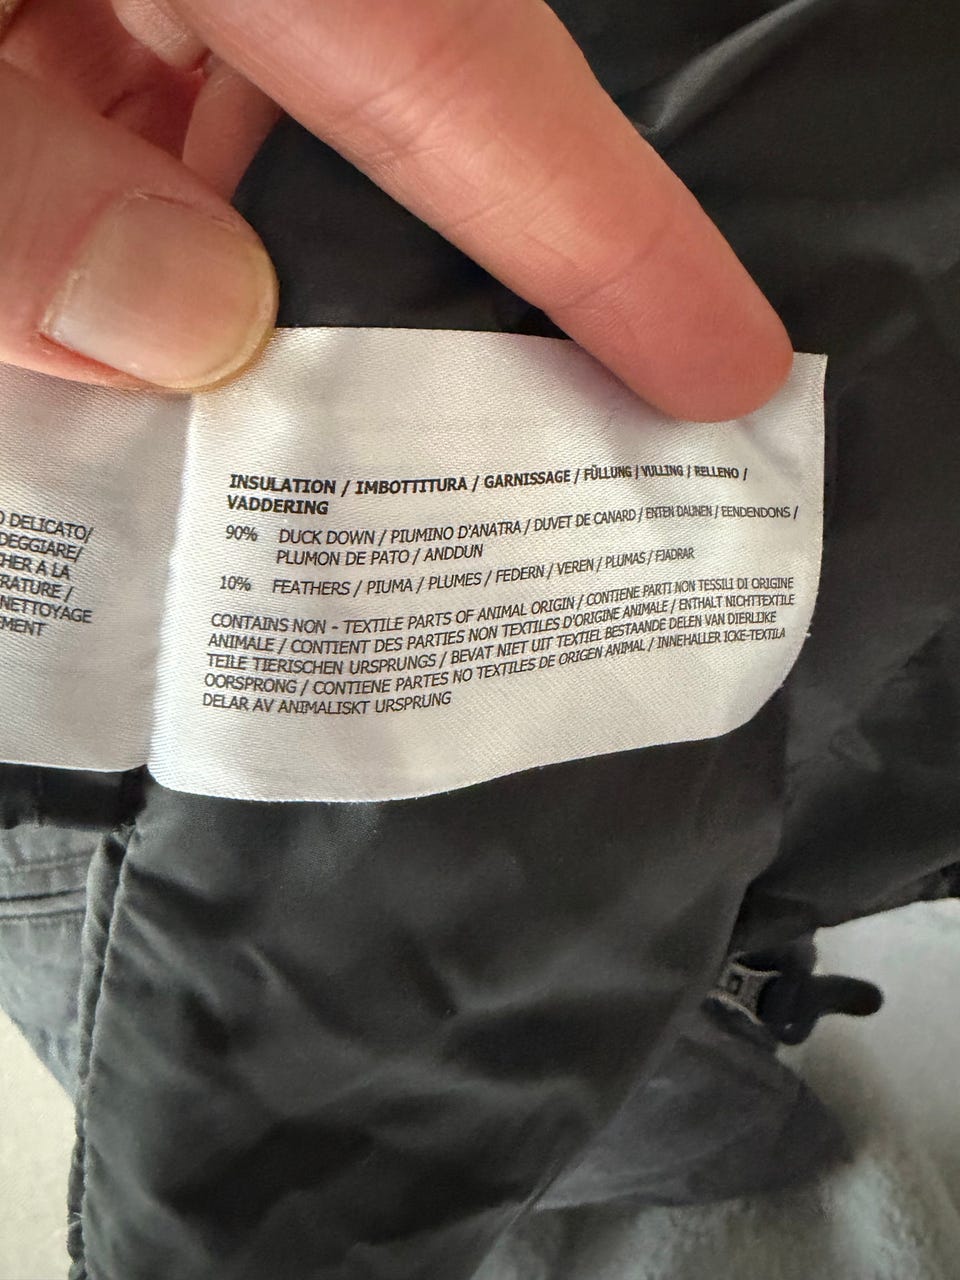 O DELICATO/
DEGGIARE/
HER A LA
RATURE /
NETTOYAGE
EMENT
INSULATION / IMBOTTITURA / GARNISSAGE / FÜLLUNG / VULLING / RELLENO /
VADDERING
90% DUCK DOWN / PIUMINO D'ANATRA / DUVET DE CANARD / ENTEN DAUNEN / EENDENDONS /
PLUMON DE PATO / ANDDUN
10% FEATHERS / PIUMA / PLUMES / FEDERN / VEREN / PLUMAS / FJÄDRAR
CONTAINS NON - TEXTILE PARTS OF ANIMAL ORIGIN / CONTIENE PARTI NON TESSILI DI ORIGINE
ANIMALE / CONTIENT DES PARTIES NON TEXTILES D'ORIGINE ANIMALE / ENTHALT NICHTTEXTILE
TEILE TIERISCHEN URSPRUNGS / BEVAT NIET UIT TEXTIEL BESTAANDE DELEN VAN DIERLIJKE
OORSPRONG / CONTIENE PARTES NO TEXTILES DE ORIGEN ANIMAL / INNEHALLER ICKE-TEXTILA
DELAR AV ANIMALISKT URSPRUNG